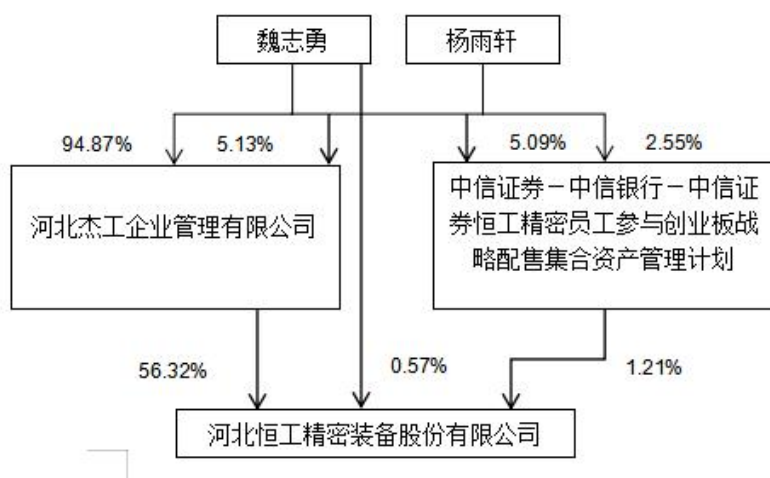 魏志勇
杨雨轩
94.87%
5.13%
5.09%
2.55%
河北杰工企业管理有限公司
中信证券－中信银行－中信证
券恒工精密员工参与创业板战
略配售集合资产管理计划
56.32%
0.57%
1.21%
河北恒工精密装备股份有限公司